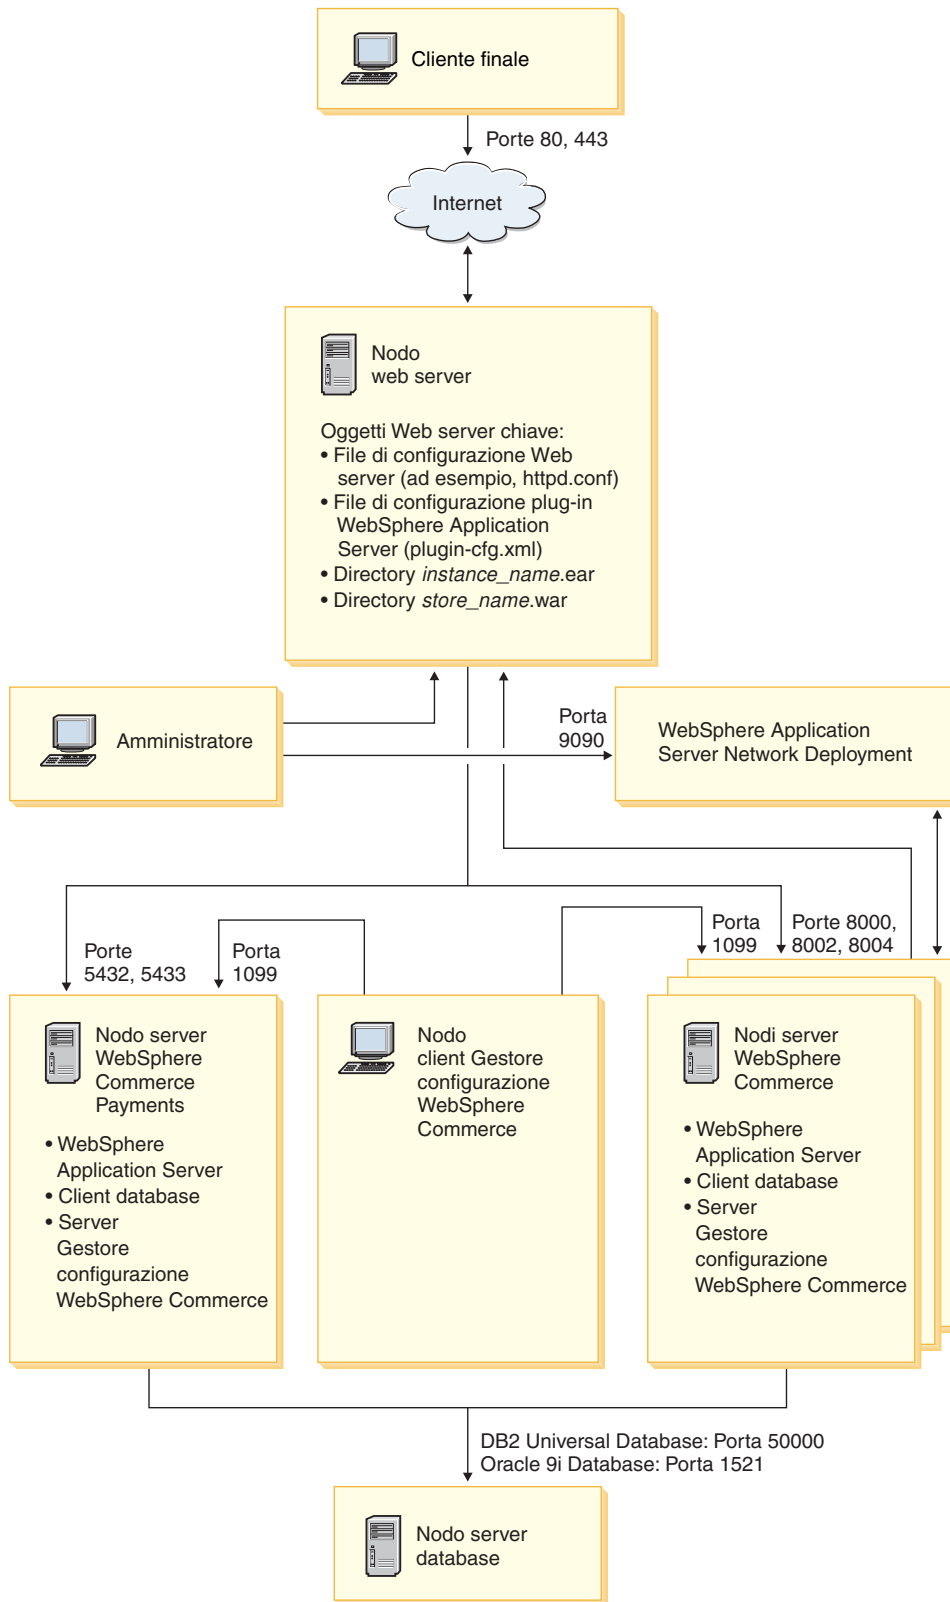 Cliente finale
Porte 80, 443
Internet
Nodo
web server
Oggetti Web server chiave:
• File di configurazione Web
server (ad esempio, httpd.conf)
• File di configurazione plug-in
WebSphere Application
Server (plugin-cfg.xml)
• Directory instance_name.ear
• Directory store_name.war
Amministratore
Porta
9090
WebSphere Application
Server Network Deployment
Porte
5432, 5433
Porta
1099
Porta
1099
Porte 8000,
8002, 8004
Nodo server
WebSphere
Commerce
Payments
• WebSphere
Application Server
• Client database
• Server
Gestore
configurazione
WebSphere Commerce
Nodo
client Gestore
configurazione
WebSphere
Commerce
Nodi server
WebSphere
Commerce
• WebSphere
Application Server
• Client database
• Server
Gestore
configurazione
WebSphere Commerce
DB2 Universal Database: Porta 50000
Oracle 9i Database: Porta 1521
Nodo server
database